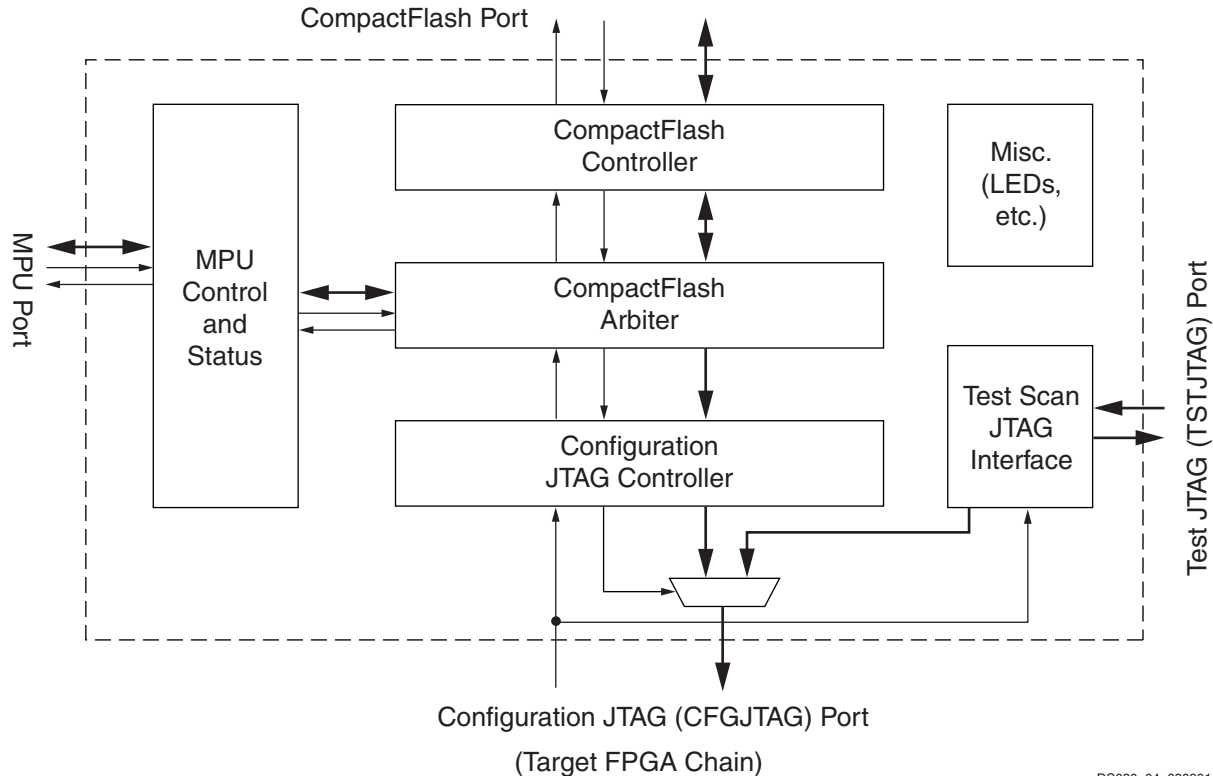 CompactFlash Port
CompactFlash
Controller
Misc.
(LEDs,
etc.)
MPU Port
MPU
Control
and
Status
CompactFlash
Arbiter
Test JTAG (TSTJTAG) Port
Test Scan
JTAG
Interface
Configuration
JTAG Controller
Configuration JTAG (CFGJTAG) Port
(Target FPGA Chain)